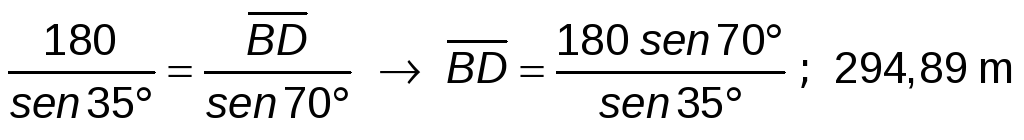 180/sen 35° = BD̅/sen 70° → BD̅ = 180 sen 70°/sen 35° ; 294,89 m